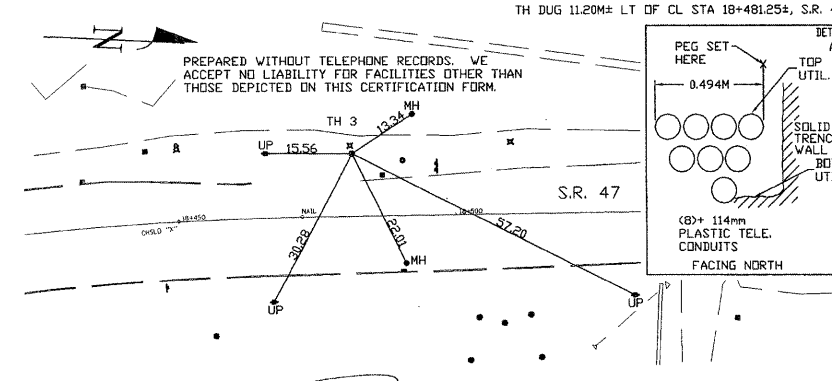 TH DUG 11.20M± LT OF CL STA 18+481.25±, S.R.
N
PREPARED WITHOUT TELEPHONE RECORDS. WE
ACCEPT NO LIABILITY FOR FACILITIES OTHER THAN
THOSE DEPICTED ON THIS CERTIFICATION FORM.
MH
13.34
TH 3
UP
15.56
S.R. 47
18+450
NAIL
18+500
CHSLD "X"
30.28
22.01
57.20
MH
UP
UP
PEG SET
HERE
TOP
UTIL.
0.494M
SOLID
TRENC
WALL
BO
UT
(8)+ 114mm
PLASTIC TELE.
CONDUITS
FACING NORTH